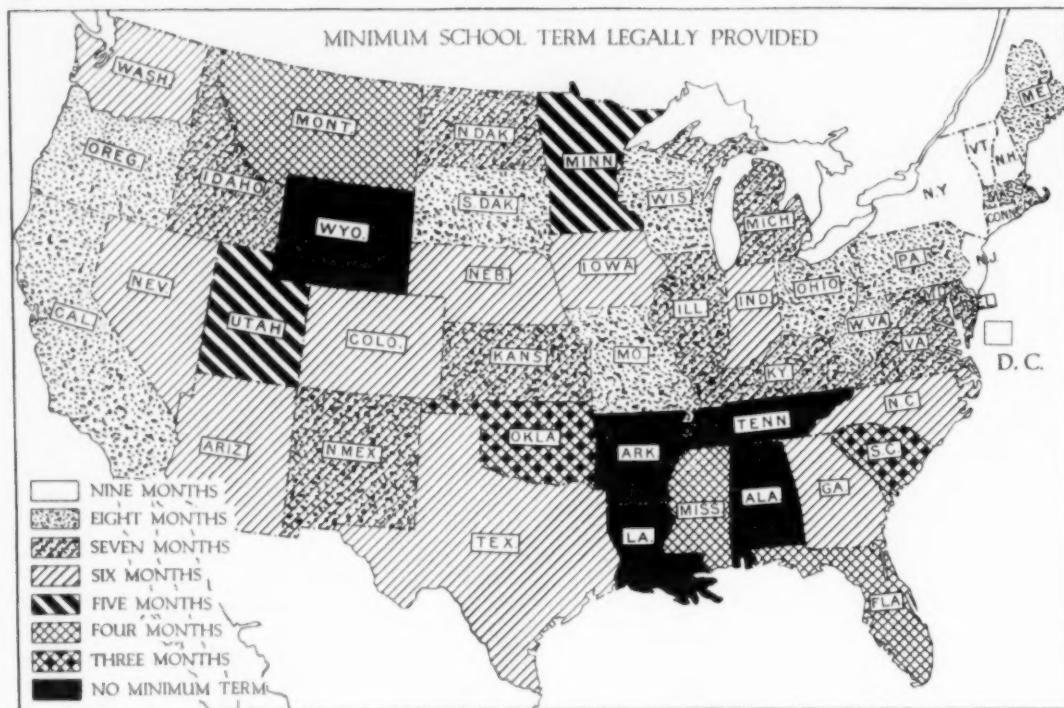 MINIMUM SCHOOL TERM LEGALLY PROVIDED
WASH.
MONT.
N DAK
MINN
ME.
VT.
N.H.
OREG.
IDAHO
WYO.
S.DAK
WIS.
MICH
N.Y.
MASS
CONN
NEV.
UTAH
NEB.
IOWA
ILL
IND
OHIO
PA.
N.J.
CAL.
COLO.
KANS
MO.
KY.
W.VA
VA
D. C.
ARIZ
N MEX
OKLA
ARK
TENN
N.C.
S.C.
TEX.
LA.
MISS
ALA
GA
FLA
NINE MONTHS
EIGHT MONTHS
SEVEN MONTHS
SIX MONTHS
FIVE MONTHS
FOUR MONTHS
THREE MONTHS
NO MINIMUM TERM